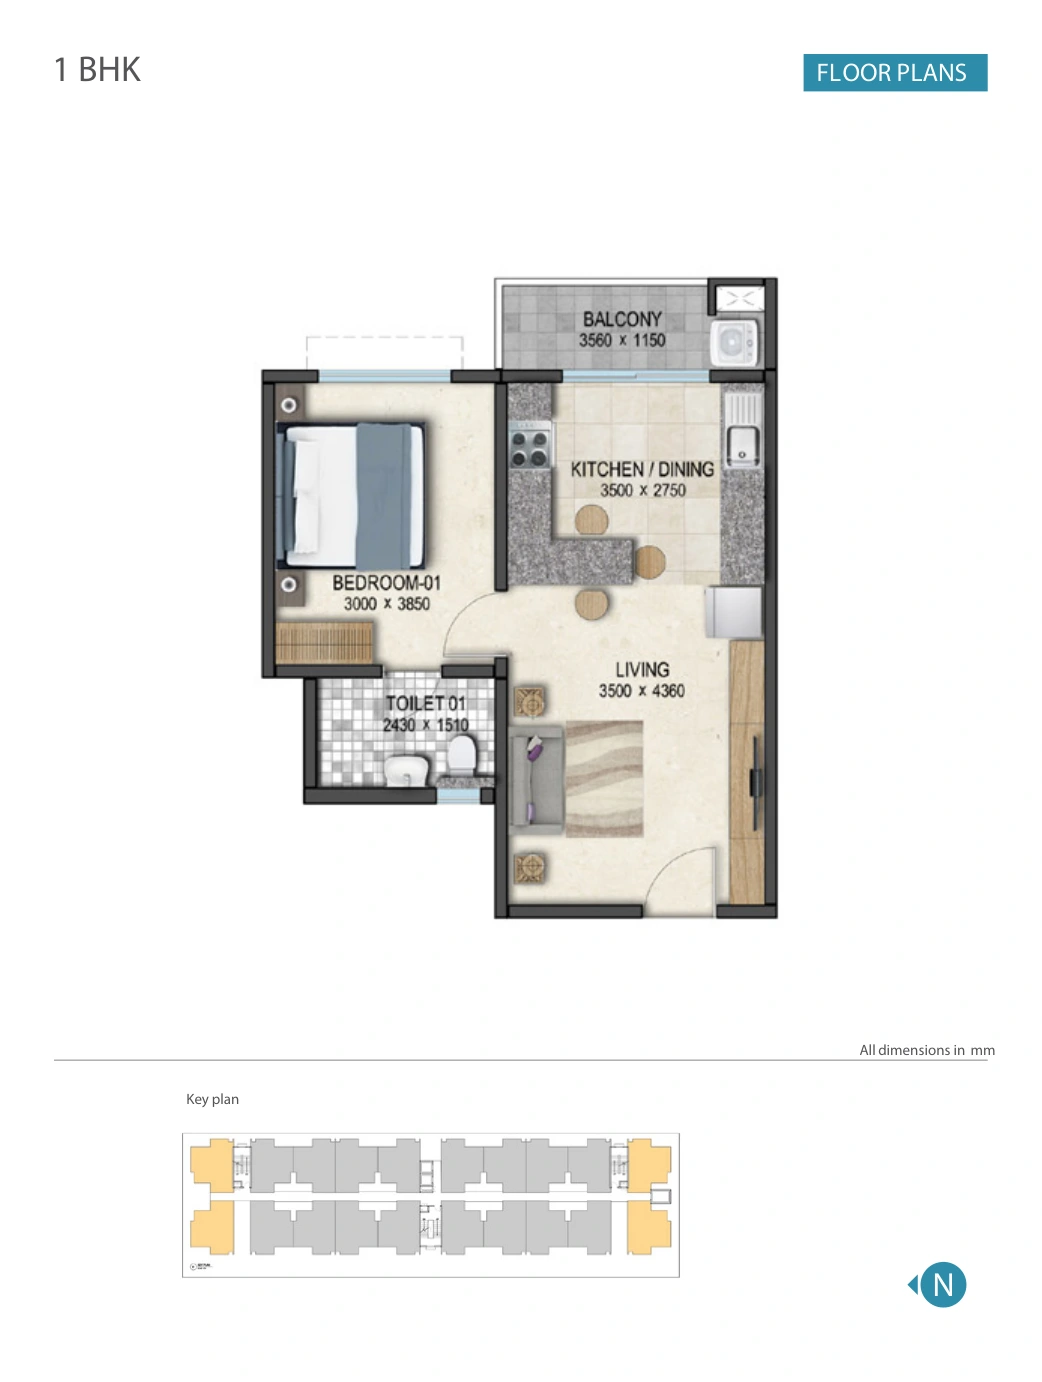 1 BHK
FLOOR PLANS
BALCONY
3560 x 1150
KITCHEN / DINING
3500 x 2750
BEDROOM-01
3000 x 3850
LIVING
3500 x 4360
TOILET 01
2430 x 1510
All dimensions in mm
Key plan
N